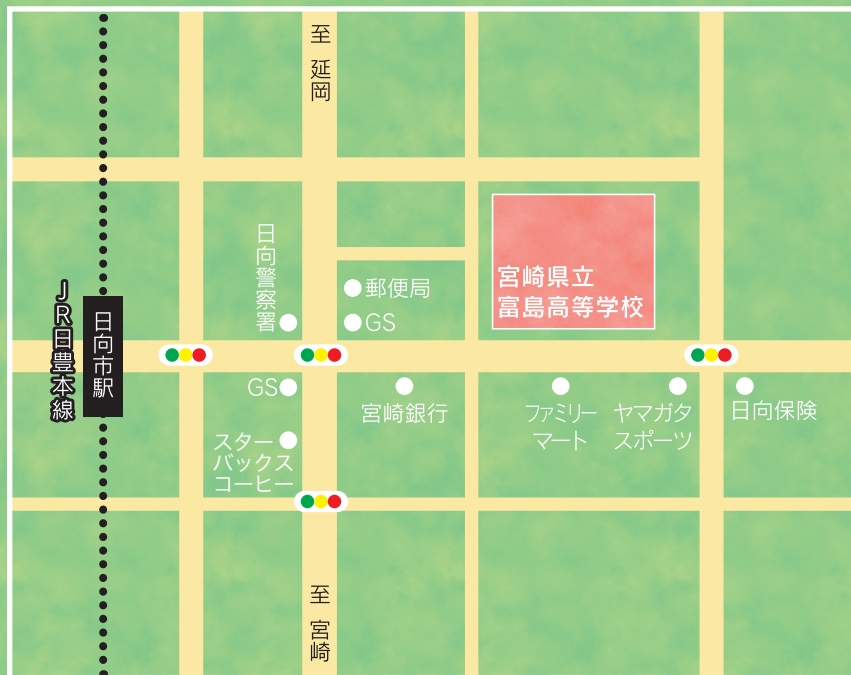 至 延岡
日向警察署
郵便局
GS
宮崎県立
富島高等学校
JR日豊本線
日向市駅
GS
宮崎銀行
ファミリー
マート
ヤマガタ
スポーツ
日向保険
スター
バックス
コーヒー
至 宮崎